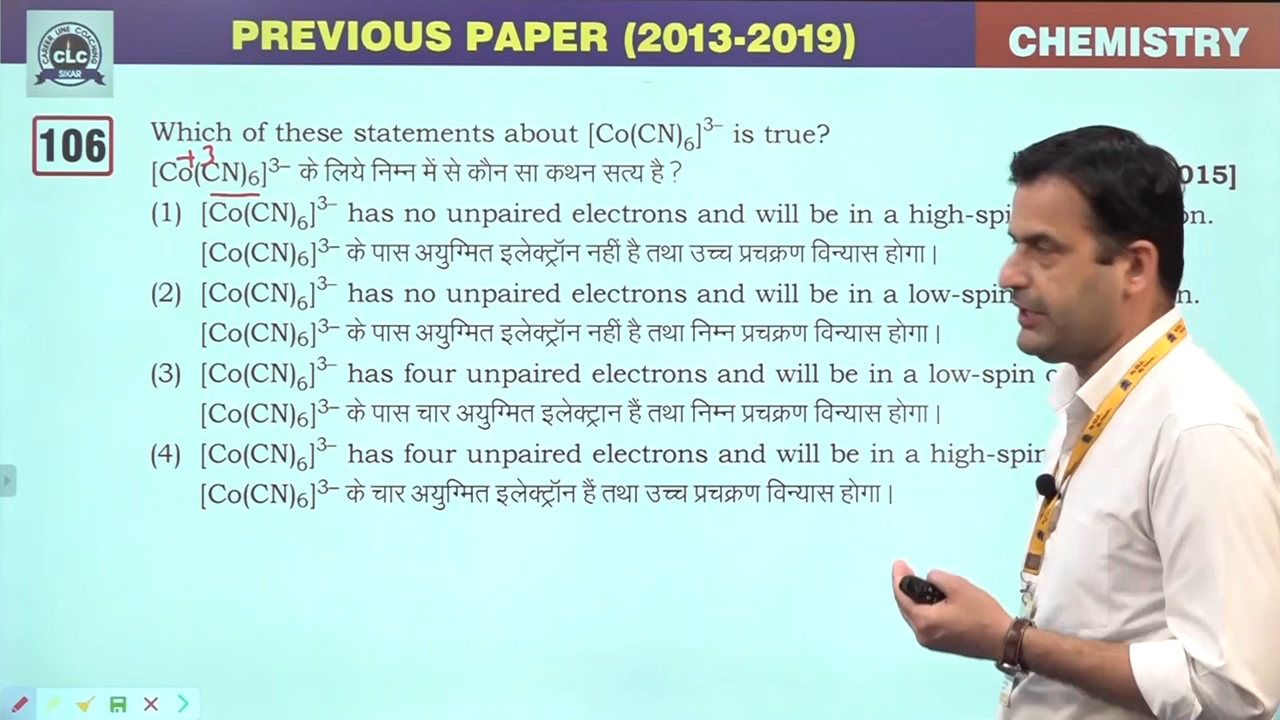 CAREER LINE COACHING
CLC
SIKAR
PREVIOUS PAPER (2013-2019)
CHEMISTRY
106
Which of these statements about [Co(CN)₆]³⁻ is true?
+3
[Co(CN)₆]³⁻ के लिये निम्न में से कौन सा कथन सत्य है ?
015]
(1) [Co(CN)₆]³⁻ has no unpaired electrons and will be in a high-spi on.
[Co(CN)₆]³⁻ के पास अयुग्मित इलेक्ट्रॉन नहीं है तथा उच्च प्रचक्रण विन्यास होगा।
(2) [Co(CN)₆]³⁻ has no unpaired electrons and will be in a low-spin n.
[Co(CN)₆]³⁻ के पास अयुग्मित इलेक्ट्रॉन नहीं है तथा निम्न प्रचक्रण विन्यास होगा।
(3) [Co(CN)₆]³⁻ has four unpaired electrons and will be in a low-spin
[Co(CN)₆]³⁻ के पास चार अयुग्मित इलेक्ट्रान हैं तथा निम्न प्रचक्रण विन्यास होगा।
(4) [Co(CN)₆]³⁻ has four unpaired electrons and will be in a high-spin
[Co(CN)₆]³⁻ के चार अयुग्मित इलेक्ट्रॉन हैं तथा उच्च प्रचक्रण विन्यास होगा।